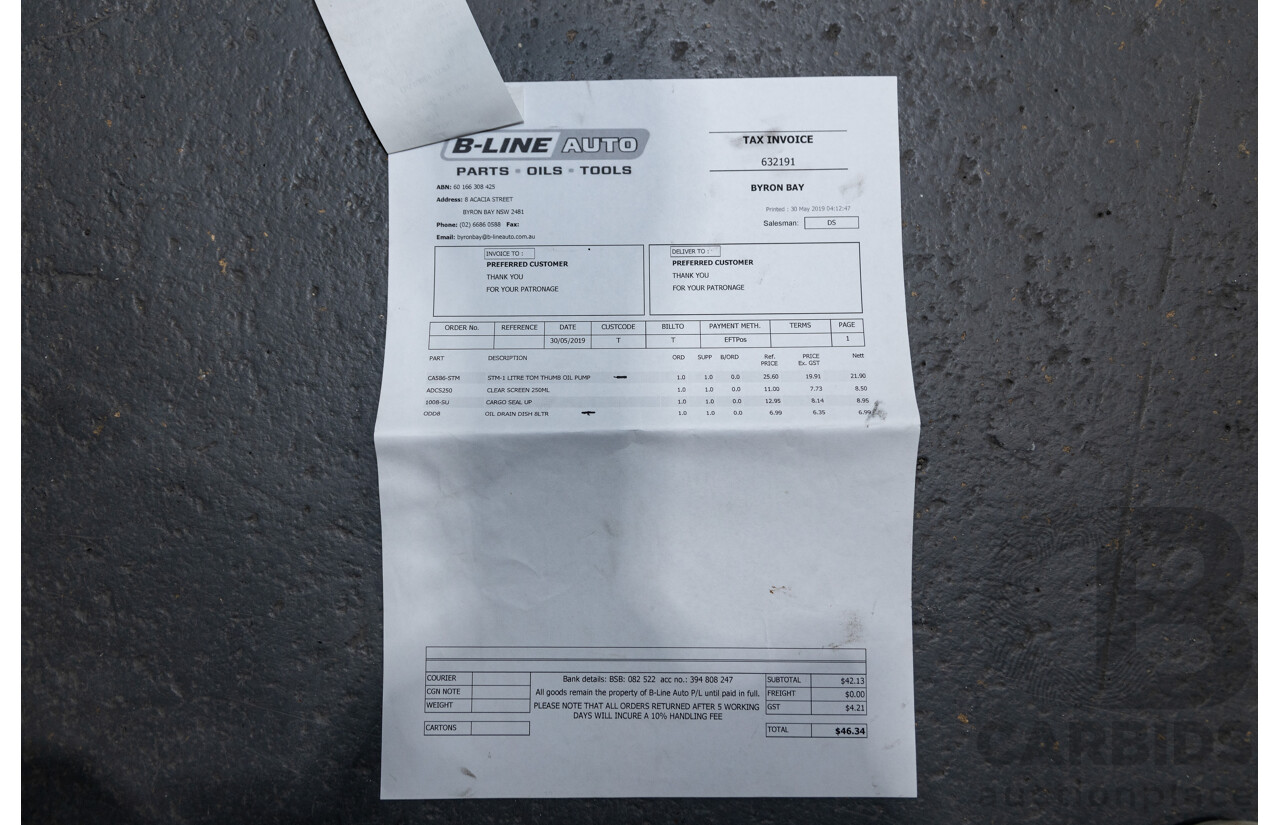 B-LINE AUTO
PARTS • OILS • TOOLS
ABN: 60 166 308 425
Address: 8 ACACIA STREET
BYRON BAY NSW 2481
Phone: (02) 6686 0588 Fax:
Email: byronbay@b-lineauto.com.au
TAX INVOICE
632191
BYRON BAY
Printed : 30 May 2019 04:12:47
Salesman: DS
INVOICE TO :
PREFERRED CUSTOMER
THANK YOU
FOR YOUR PATRONAGE
DELIVER TO :
PREFERRED CUSTOMER
THANK YOU
FOR YOUR PATRONAGE
ORDER No. REFERENCE DATE CUSTCODE BILLTO PAYMENT METH. TERMS PAGE
30/05/2019 T T EFTPos 1
PART DESCRIPTION ORD SUPP B/ORD Ref. PRICE PRICE Ex. GST Nett
CA586-STM STM-1 LITRE TOM THUMB OIL PUMP 1.0 1.0 0.0 25.60 19.91 21.90
ADCS250 CLEAR SCREEN 250ML 1.0 1.0 0.0 11.00 7.73 8.50
1008-SU CARGO SEAL UP 1.0 1.0 0.0 12.95 8.14 8.95
ODD8 OIL DRAIN DISH 8LTR 1.0 1.0 0.0 6.99 6.35 6.99
COURIER
CGN NOTE
WEIGHT
CARTONS
Bank details: BSB: 082 522 acc no.: 394 808 247
All goods remain the property of B-Line Auto P/L until paid in full.
PLEASE NOTE THAT ALL ORDERS RETURNED AFTER 5 WORKING
DAYS WILL INCURE A 10% HANDLING FEE
SUBTOTAL $42.13
FREIGHT $0.00
GST $4.21
TOTAL $46.34
B
CARBIDS
auctionplace